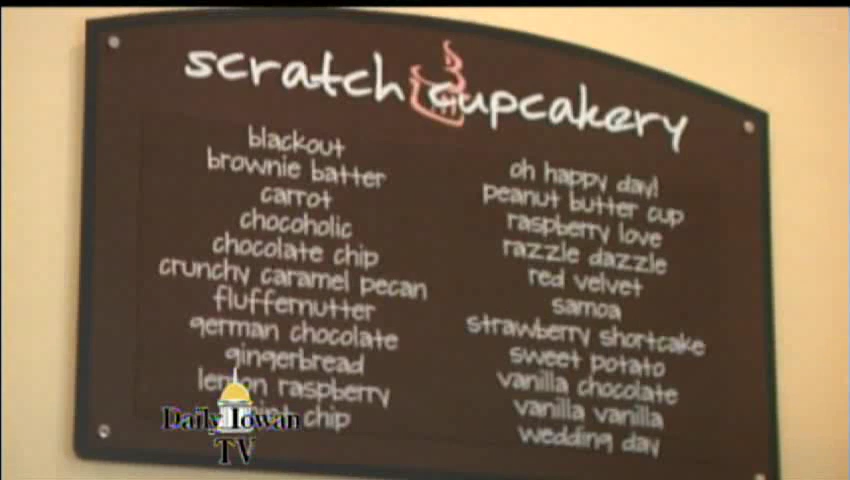 scratch cupcakery
blackout
brownie batter
carrot
chocoholic
chocolate chip
crunchy caramel pecan
fluffernutter
german chocolate
gingerbread
lemon raspberry
chip
oh happy day!
peanut butter cup
raspberry love
razzle dazzle
red velvet
samoa
strawberry shortcake
sweet potato
vanilla chocolate
vanilla vanilla
wedding day
Daily Iowan
TV